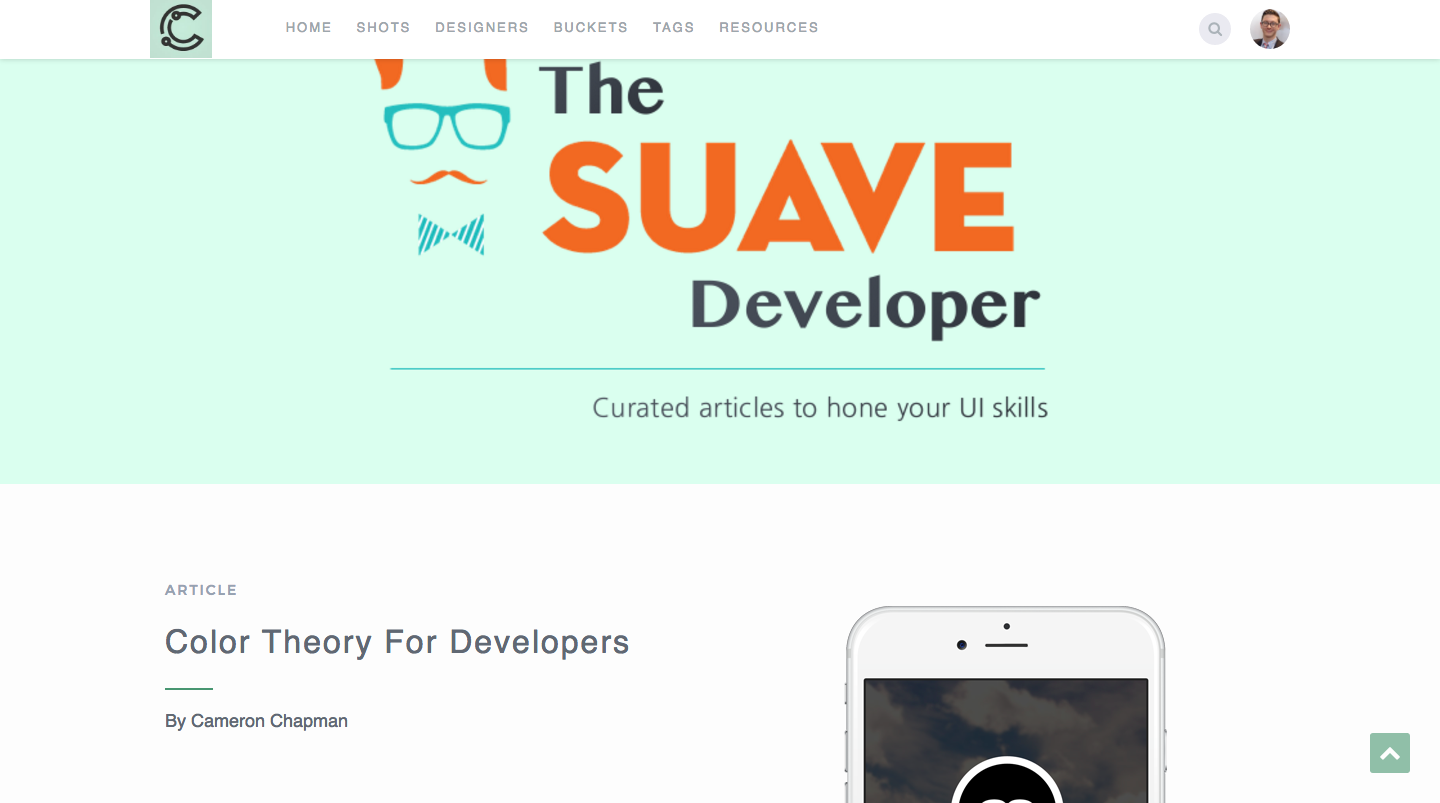 HOME SHOTS DESIGNERS BUCKETS TAGS RESOURCES
The
SUAVE
Developer
Curated articles to hone your UI skills
ARTICLE
Color Theory For Developers
By Cameron Chapman